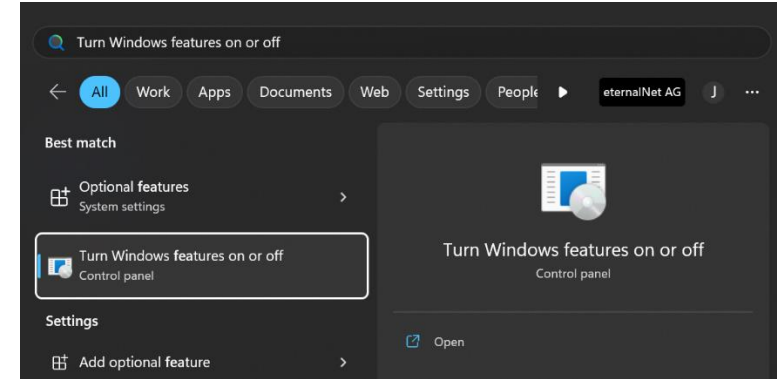 Turn Windows features on or off
All Work Apps Documents Web Settings People eternalNet AG J
Best match
Optional features
System settings
Turn Windows features on or off
Control panel
Turn Windows features on or off
Control panel
Settings
Add optional feature
Open